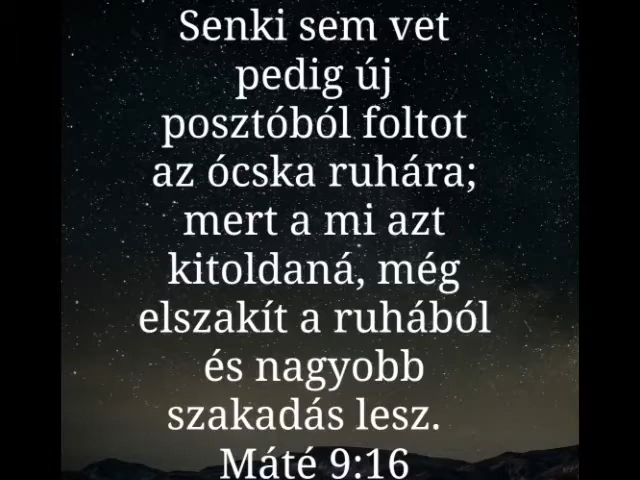 Senki sem vet
pedig új
posztóból foltot
az ócska ruhára;
mert a mi azt
kitoldaná, még
elszakít a ruhából
és nagyobb
szakadás lesz.
Máté 9:16